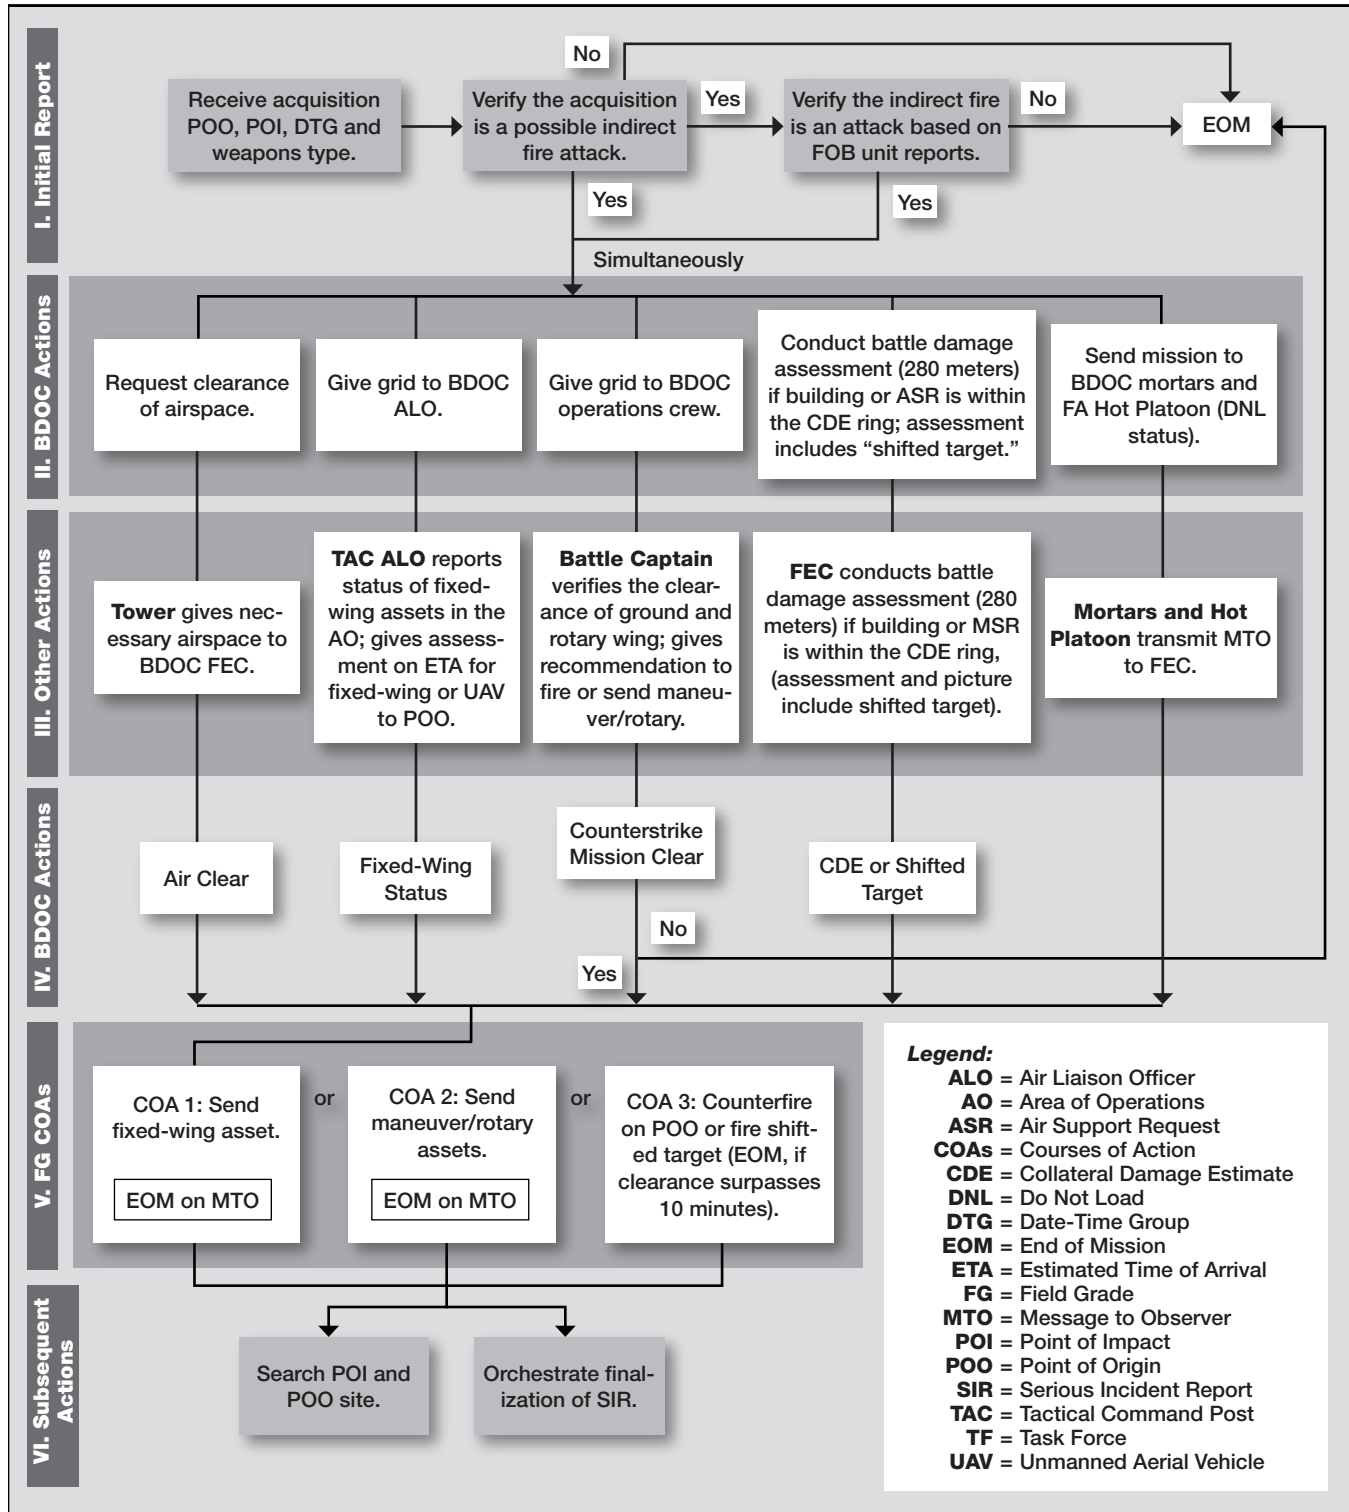 I. Initial Report
No
Receive acquisition
POO, POI, DTG and
weapons type.
Verify the acquisition
is a possible indirect
fire attack.
Yes
Verify the indirect fire
is an attack based on
FOB unit reports.
No
EOM
Yes
Yes
Simultaneously
II. BDOC Actions
Request clearance
of airspace.
Give grid to BDOC
ALO.
Give grid to BDOC
operations crew.
Conduct battle damage
assessment (280 meters)
if building or ASR is within
the CDE ring; assessment
includes “shifted target.”
Send mission to
BDOC mortars and
FA Hot Platoon (DNL
status).
III. Other Actions
Tower gives nec-
essary airspace to
BDOC FEC.
TAC ALO reports
status of fixed-
wing assets in the
AO; gives assess-
ment on ETA for
fixed-wing or UAV
to POO.
Battle Captain
verifies the clear-
ance of ground and
rotary wing; gives
recommendation to
fire or send maneu-
ver/rotary.
FEC conducts battle
damage assessment (280
meters) if building or MSR
is within the CDE ring,
(assessment and picture
include shifted target).
Mortars and Hot
Platoon transmit MTO
to FEC.
IV. BDOC Actions
Air Clear
Fixed-Wing
Status
Counterstrike
Mission Clear
CDE or Shifted
Target
No
Yes
V. FG COAs
COA 1: Send
fixed-wing asset.
EOM on MTO
or
COA 2: Send
maneuver/rotary
assets.
EOM on MTO
or
COA 3: Counterfire
on POO or fire shift-
ed target (EOM, if
clearance surpasses
10 minutes).
VI. Subsequent
Actions
Search POI and
POO site.
Orchestrate final-
ization of SIR.
Legend:
ALO = Air Liaison Officer
AO = Area of Operations
ASR = Air Support Request
COAs = Courses of Action
CDE = Collateral Damage Estimate
DNL = Do Not Load
DTG = Date-Time Group
EOM = End of Mission
ETA = Estimated Time of Arrival
FG = Field Grade
MTO = Message to Observer
POI = Point of Impact
POO = Point of Origin
SIR = Serious Incident Report
TAC = Tactical Command Post
TF = Task Force
UAV = Unmanned Aerial Vehicle